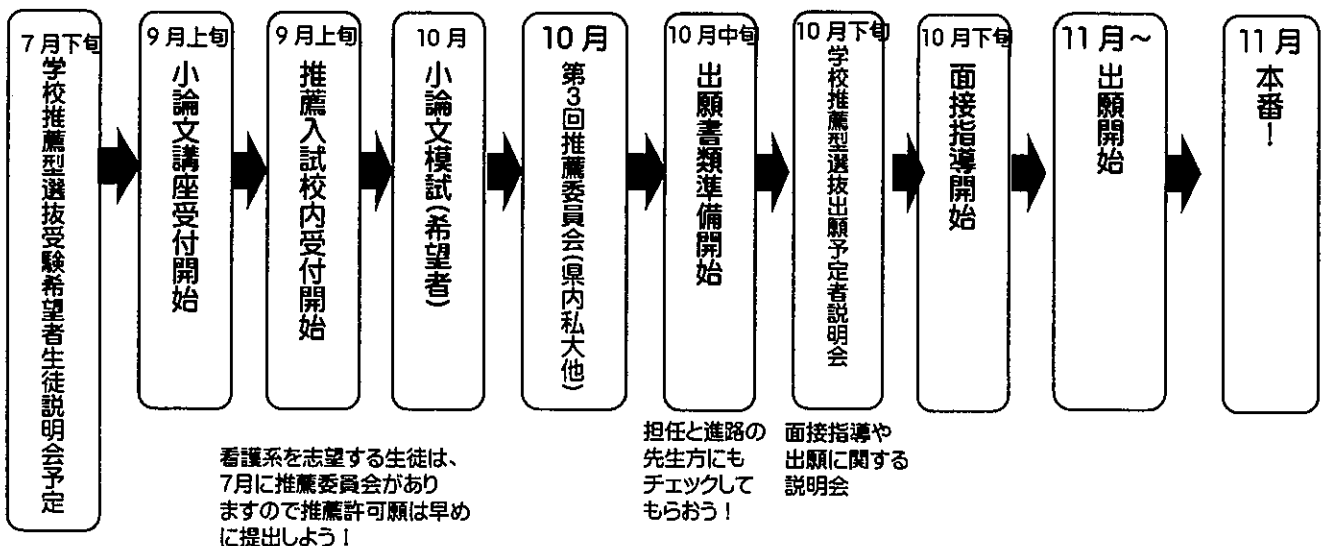 7月下旬
学校推薦型選抜受験希望者生徒説明会予定
9月上旬
小論文講座受付開始
9月上旬
推薦入試校内受付開始
10月
小論文模試(希望者)
10月
第3回推薦委員会(県内私大他)
10月中旬
出願書類準備開始
10月下旬
学校推薦型選抜出願予定者説明会
10月下旬
面接指導開始
11月～
出願開始
11月
本番！
看護系を志望する生徒は、
7月に推薦委員会があり
ますので推薦許可願は早め
に提出しよう！
担任と進路の
先生方にも
チェックして
もらおう！
面接指導や
出願に関する
説明会